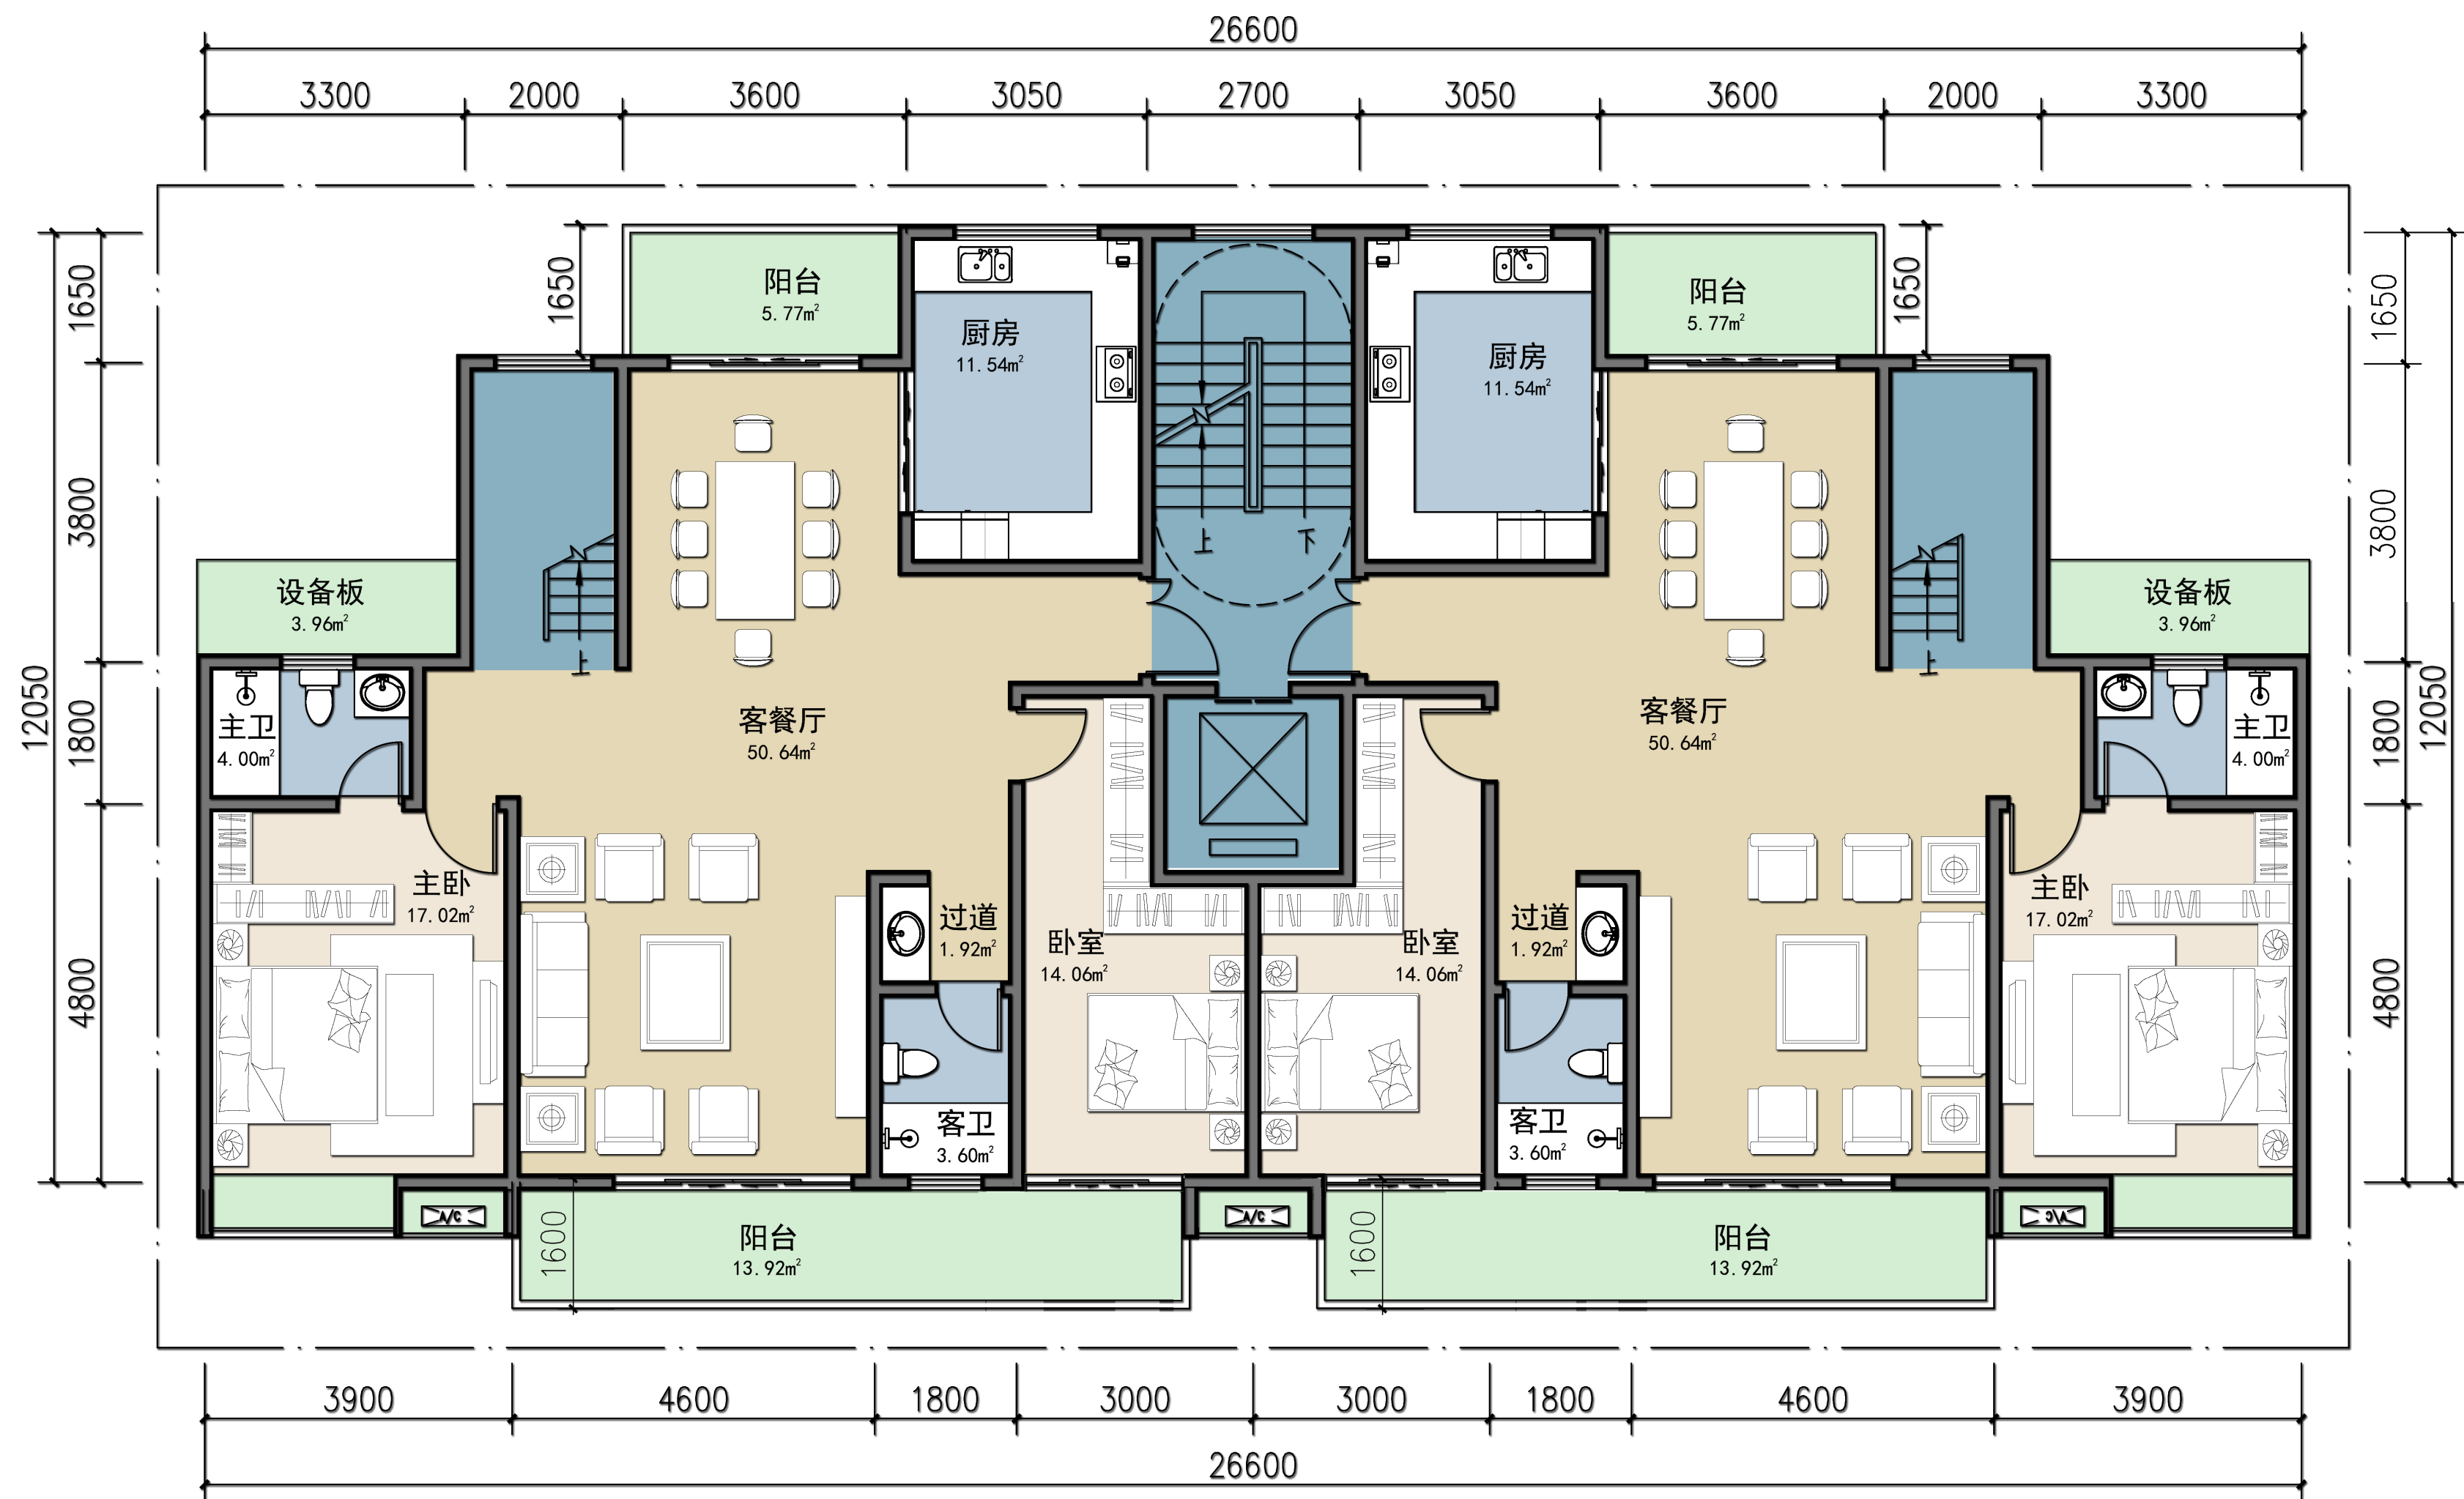 26600
3300 2000 3600 3050 2700 3050 3600 2000 3300
1650 1650 1650 1650
阳台
5.77m²
阳台
5.77m²
厨房
11.54m²
厨房
11.54m²
12050 3800 3800 12050
上 下
设备板
3.96m²
设备板
3.96m²
上 上
主卫
4.00m²
客餐厅
50.64m²
客餐厅
50.64m²
主卫
4.00m²
1800 1800
主卧
17.02m²
过道
1.92m²
卧室
14.06m²
卧室
14.06m²
过道
1.92m²
主卧
17.02m²
4800 4800
客卫
3.60m²
客卫
3.60m²
A/C A/C A/C
1600 1600
阳台
13.92m²
阳台
13.92m²
3900 4600 1800 3000 3000 1800 4600 3900
26600